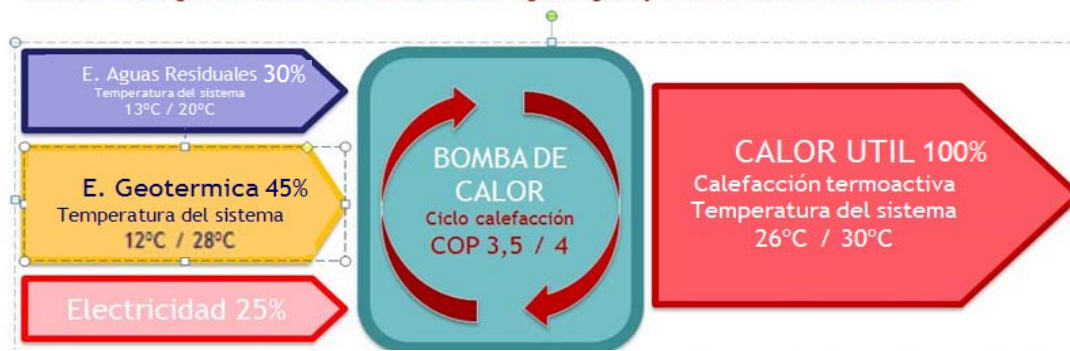 E. Aguas Residuales 30%
Temperatura del sistema
13ºC / 20ºC
E. Geotermica 45%
Temperatura del sistema
12ºC / 28ºC
Electricidad 25%
BOMBA DE
CALOR
Ciclo calefacción
COP 3,5 / 4
CALOR UTIL 100%
Calefacción termoactiva
Temperatura del sistema
26ºC / 30ºC